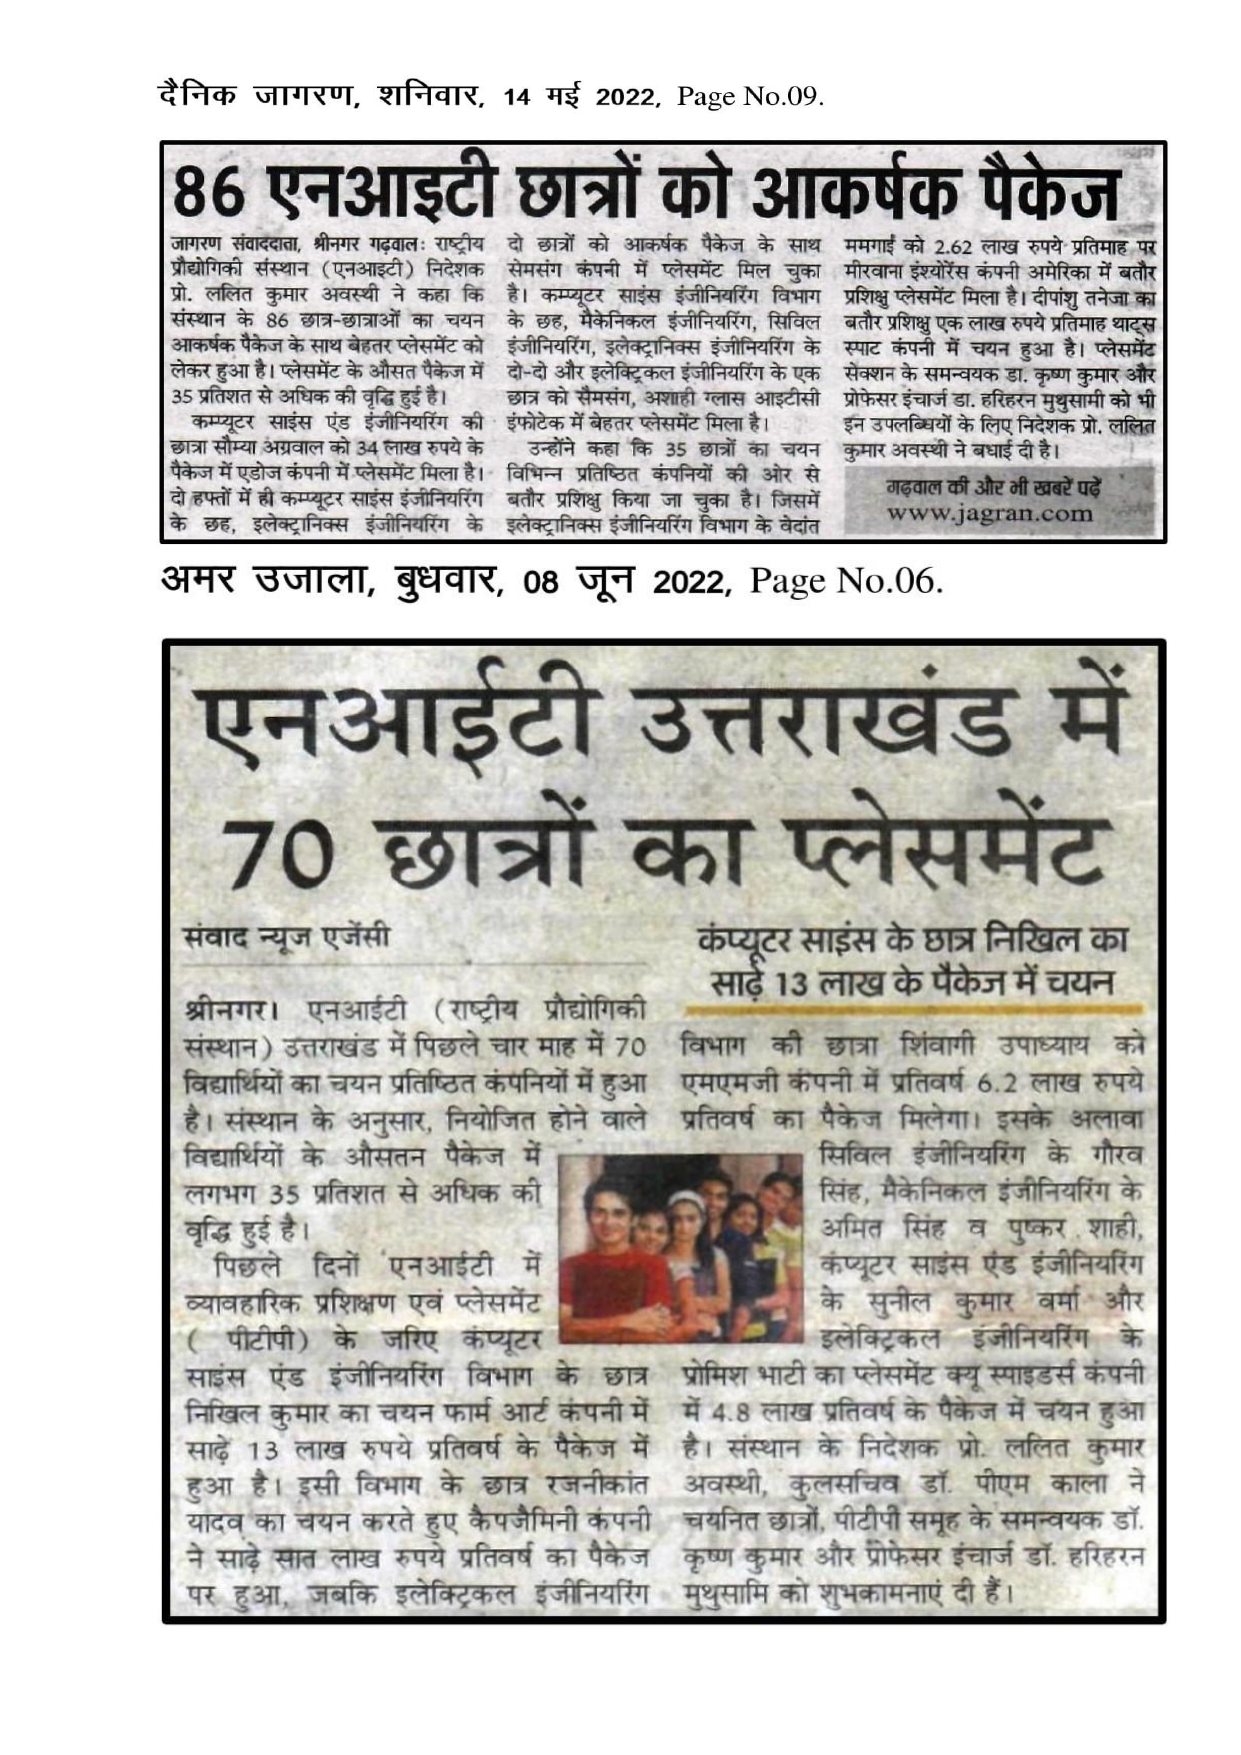 दैनिक जागरण, शनिवार, 14 मई 2022, Page No.09.
86 एनआइटी छात्रों को आकर्षक पैकेज
जागरण संवाददाता, श्रीनगर गढ़वालः राष्ट्रीय
प्रौद्योगिकी संस्थान (एनआइटी) निदेशक
प्रो. ललित कुमार अवस्थी ने कहा कि
संस्थान के 86 छात्र-छात्राओं का चयन
आकर्षक पैकेज के साथ बेहतर प्लेसमेंट को
लेकर हुआ है। प्लेसमेंट के औसत पैकेज में
35 प्रतिशत से अधिक की वृद्धि हुई है।
कम्प्यूटर साइंस एंड इंजीनियरिंग की
छात्रा सौम्या अग्रवाल को 34 लाख रुपये के
पैकेज में एडोज कंपनी में प्लेसमेंट मिला है।
दो हफ्तों में ही कम्प्यूटर साइंस इंजीनियरिंग
के छह, इलेक्ट्रानिक्स इंजीनियरिंग के
दो छात्रों को आकर्षक पैकेज के साथ
सेमसंग कंपनी में प्लेसमेंट मिल चुका
है। कम्प्यूटर साइंस इंजीनियरिंग विभाग
के छह, मैकेनिकल इंजीनियरिंग, सिविल
इंजीनियरिंग, इलेक्ट्रानिक्स इंजीनियरिंग के
दो-दो और इलेक्ट्रिकल इंजीनियरिंग के एक
छात्र को सैमसंग, अशाही ग्लास आइटीसी
इंफोटेक में बेहतर प्लेसमेंट मिला है।
उन्होंने कहा कि 35 छात्रों का चयन
विभिन्न प्रतिष्ठित कंपनियों की ओर से
बतौर प्रशिक्षु किया जा चुका है। जिसमें
इलेक्ट्रानिक्स इंजीनियरिंग विभाग के वेदांत
ममगाईं को 2.62 लाख रुपये प्रतिमाह पर
मीरवाना इंश्योरेंस कंपनी अमेरिका में बतौर
प्रशिक्षु प्लेसमेंट मिला है। दीपांशु तनेजा का
बतौर प्रशिक्षु एक लाख रुपये प्रतिमाह थाट्स
स्पाट कंपनी में चयन हुआ है। प्लेसमेंट
सेक्शन के समन्वयक डा. कृष्ण कुमार और
प्रोफेसर इंचार्ज डा. हरिहरन मुथुसामी को भी
इन उपलब्धियों के लिए निदेशक प्रो. ललित
कुमार अवस्थी ने बधाई दी है।
गढ़वाल की और भी खबरें पढ़ें
www.jagran.com
अमर उजाला, बुधवार, 08 जून 2022, Page No.06.
एनआईटी उत्तराखंड में
70 छात्रों का प्लेसमेंट
संवाद न्यूज एजेंसी
श्रीनगर। एनआईटी (राष्ट्रीय प्रौद्योगिकी
संस्थान) उत्तराखंड में पिछले चार माह में 70
विद्यार्थियों का चयन प्रतिष्ठित कंपनियों में हुआ
है। संस्थान के अनुसार, नियोजित होने वाले
विद्यार्थियों के औसतन पैकेज में
लगभग 35 प्रतिशत से अधिक की
वृद्धि हुई है।
पिछले दिनों एनआईटी में
व्यावहारिक प्रशिक्षण एवं प्लेसमेंट
( पीटीपी) के जरिए कंप्यूटर
साइंस एंड इंजीनियरिंग विभाग के छात्र
निखिल कुमार का चयन फार्म आर्ट कंपनी में
साढ़े 13 लाख रुपये प्रतिवर्ष के पैकेज में
हुआ है। इसी विभाग के छात्र रजनीकांत
यादव का चयन करते हुए कैपजैमिनी कंपनी
ने साढ़े सात लाख रुपये प्रतिवर्ष का पैकेज
पर हुआ, जबकि इलेक्ट्रिकल इंजीनियरिंग
कंप्यूटर साइंस के छात्र निखिल का
साढ़े 13 लाख के पैकेज में चयन
विभाग की छात्रा शिंवागी उपाध्याय को
एमएमजी कंपनी में प्रतिवर्ष 6.2 लाख रुपये
प्रतिवर्ष का पैकेज मिलेगा। इसके अलावा
सिविल इंजीनियरिंग के गौरव
सिंह, मैकेनिकल इंजीनियरिंग के
अमित सिंह व पुष्कर शाही,
कंप्यूटर साइंस एंड इंजीनियरिंग
के सुनील कुमार वर्मा और
इलेक्ट्रिकल इंजीनियरिंग के
प्रोमिश भाटी का प्लेसमेंट क्यू स्पाइडर्स कंपनी
में 4.8 लाख प्रतिवर्ष के पैकेज में चयन हुआ
है। संस्थान के निदेशक प्रो. ललित कुमार
अवस्थी, कुलसचिव डॉ. पीएम काला ने
चयनित छात्रों, पीटीपी समूह के समन्वयक डॉ.
कृष्ण कुमार और प्रोफेसर इंचार्ज डॉ. हरिहरन
मुथुसामि को शुभकामनाएं दी हैं।